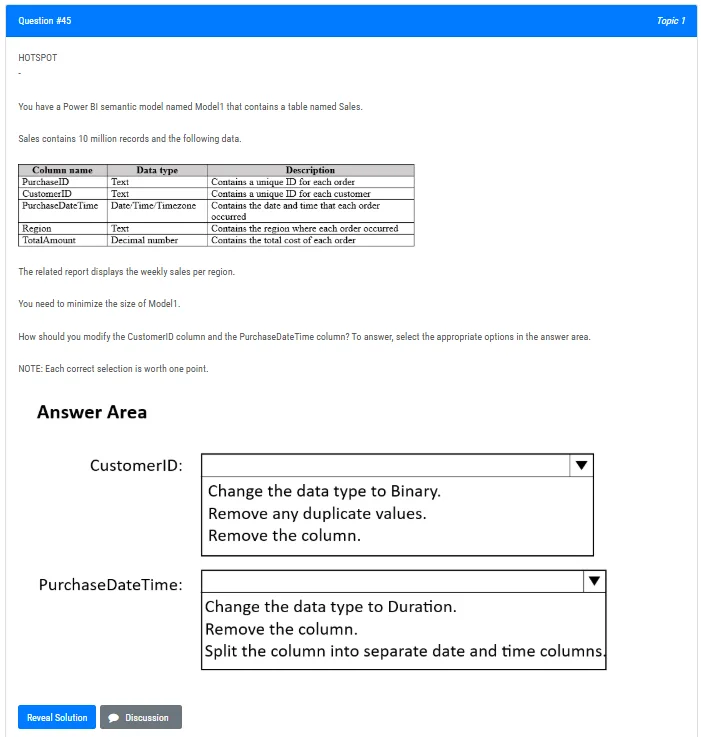 Question #45 Topic 1
HOTSPOT
-
You have a Power BI semantic model named Model1 that contains a table named Sales.
Sales contains 10 million records and the following data.
Column name Data type Description
PurchaseID Text Contains a unique ID for each order
CustomerID Text Contains a unique ID for each customer
PurchaseDateTime Date/Time/Timezone Contains the date and time that each order
occurred
Region Text Contains the region where each order occurred
TotalAmount Decimal number Contains the total cost of each order
The related report displays the weekly sales per region.
You need to minimize the size of Model1.
How should you modify the CustomerID column and the PurchaseDateTime column? To answer, select the appropriate options in the answer area.
NOTE: Each correct selection is worth one point.
Answer Area
CustomerID:
Change the data type to Binary.
Remove any duplicate values.
Remove the column.
PurchaseDateTime:
Change the data type to Duration.
Remove the column.
Split the column into separate date and time columns.
Reveal Solution Discussion